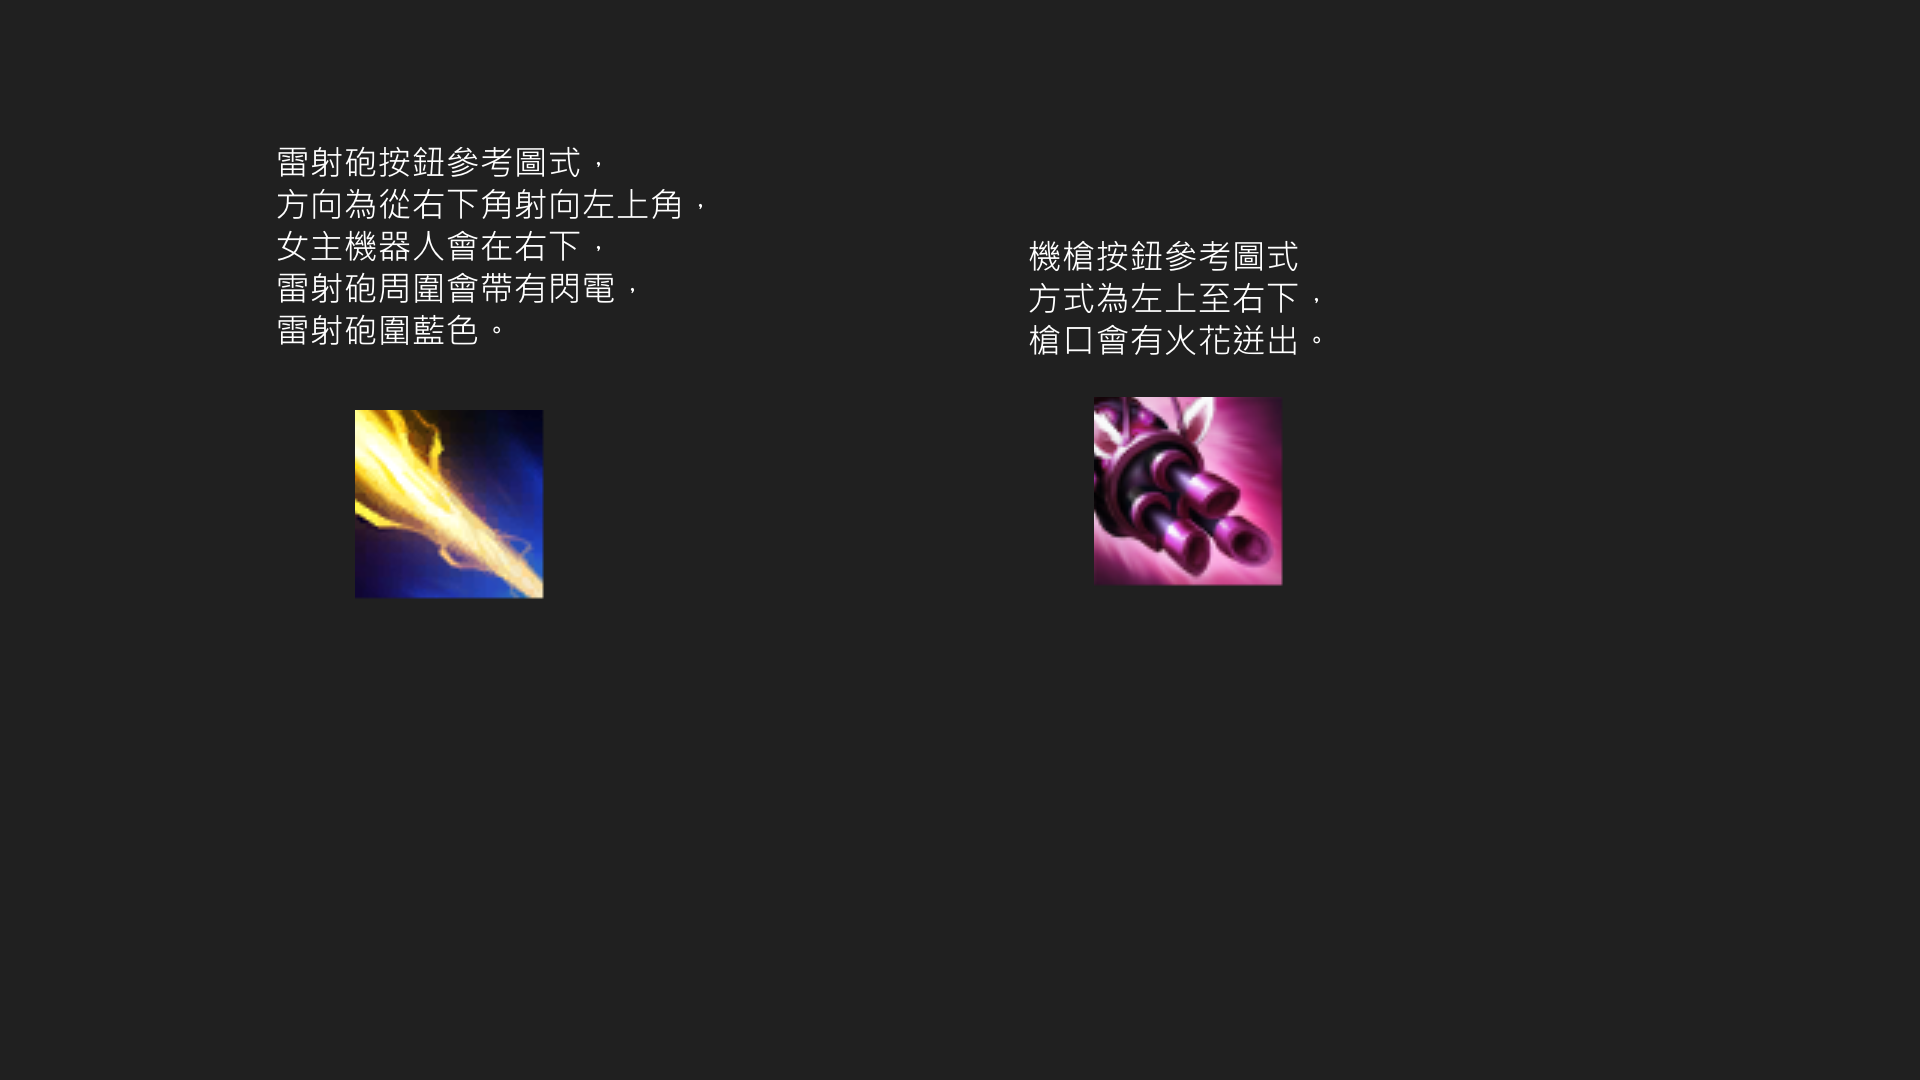 雷射砲按鈕參考圖式，
方向為從右下角射向左上角，
女主機器人會在右下，
雷射砲周圍會帶有閃電，
雷射砲圍藍色。
機槍按鈕參考圖式
方式為左上至右下，
槍口會有火花迸出。